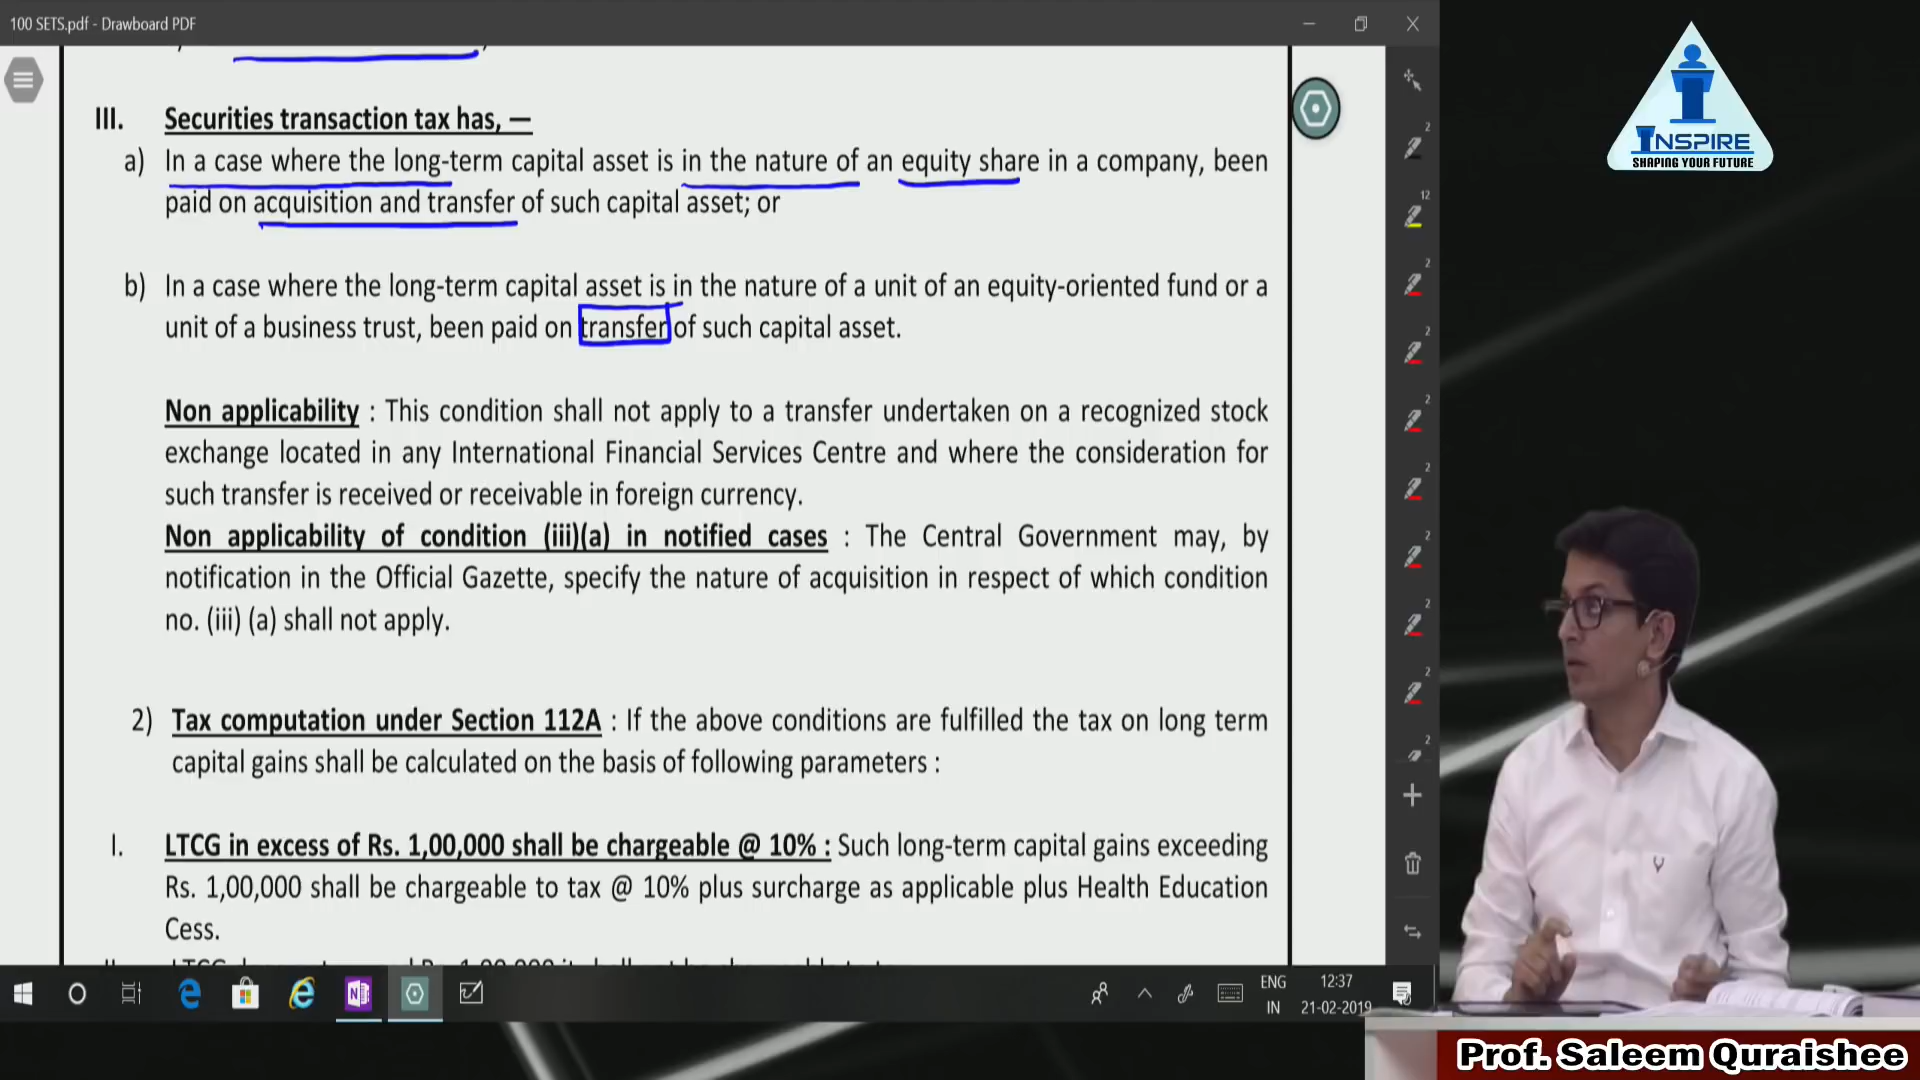 100 SETS.pdf - Drawboard PDF
III. Securities transaction tax has, —
a) In a case where the long-term capital asset is in the nature of an equity share in a company, been
paid on acquisition and transfer of such capital asset; or
b) In a case where the long-term capital asset is in the nature of a unit of an equity-oriented fund or a
unit of a business trust, been paid on transfer of such capital asset.
Non applicability : This condition shall not apply to a transfer undertaken on a recognized stock
exchange located in any International Financial Services Centre and where the consideration for
such transfer is received or receivable in foreign currency.
Non applicability of condition (iii)(a) in notified cases : The Central Government may, by
notification in the Official Gazette, specify the nature of acquisition in respect of which condition
no. (iii) (a) shall not apply.
2) Tax computation under Section 112A : If the above conditions are fulfilled the tax on long term
capital gains shall be calculated on the basis of following parameters :
I. LTCG in excess of Rs. 1,00,000 shall be chargeable @ 10% : Such long-term capital gains exceeding
Rs. 1,00,000 shall be chargeable to tax @ 10% plus surcharge as applicable plus Health Education
Cess.
2
12
2
2
2
2
2
2
2
2
ENG
IN
12:37
21-02-2019
INSPIRE
SHAPING YOUR FUTURE
Prof. Saleem Quraishee